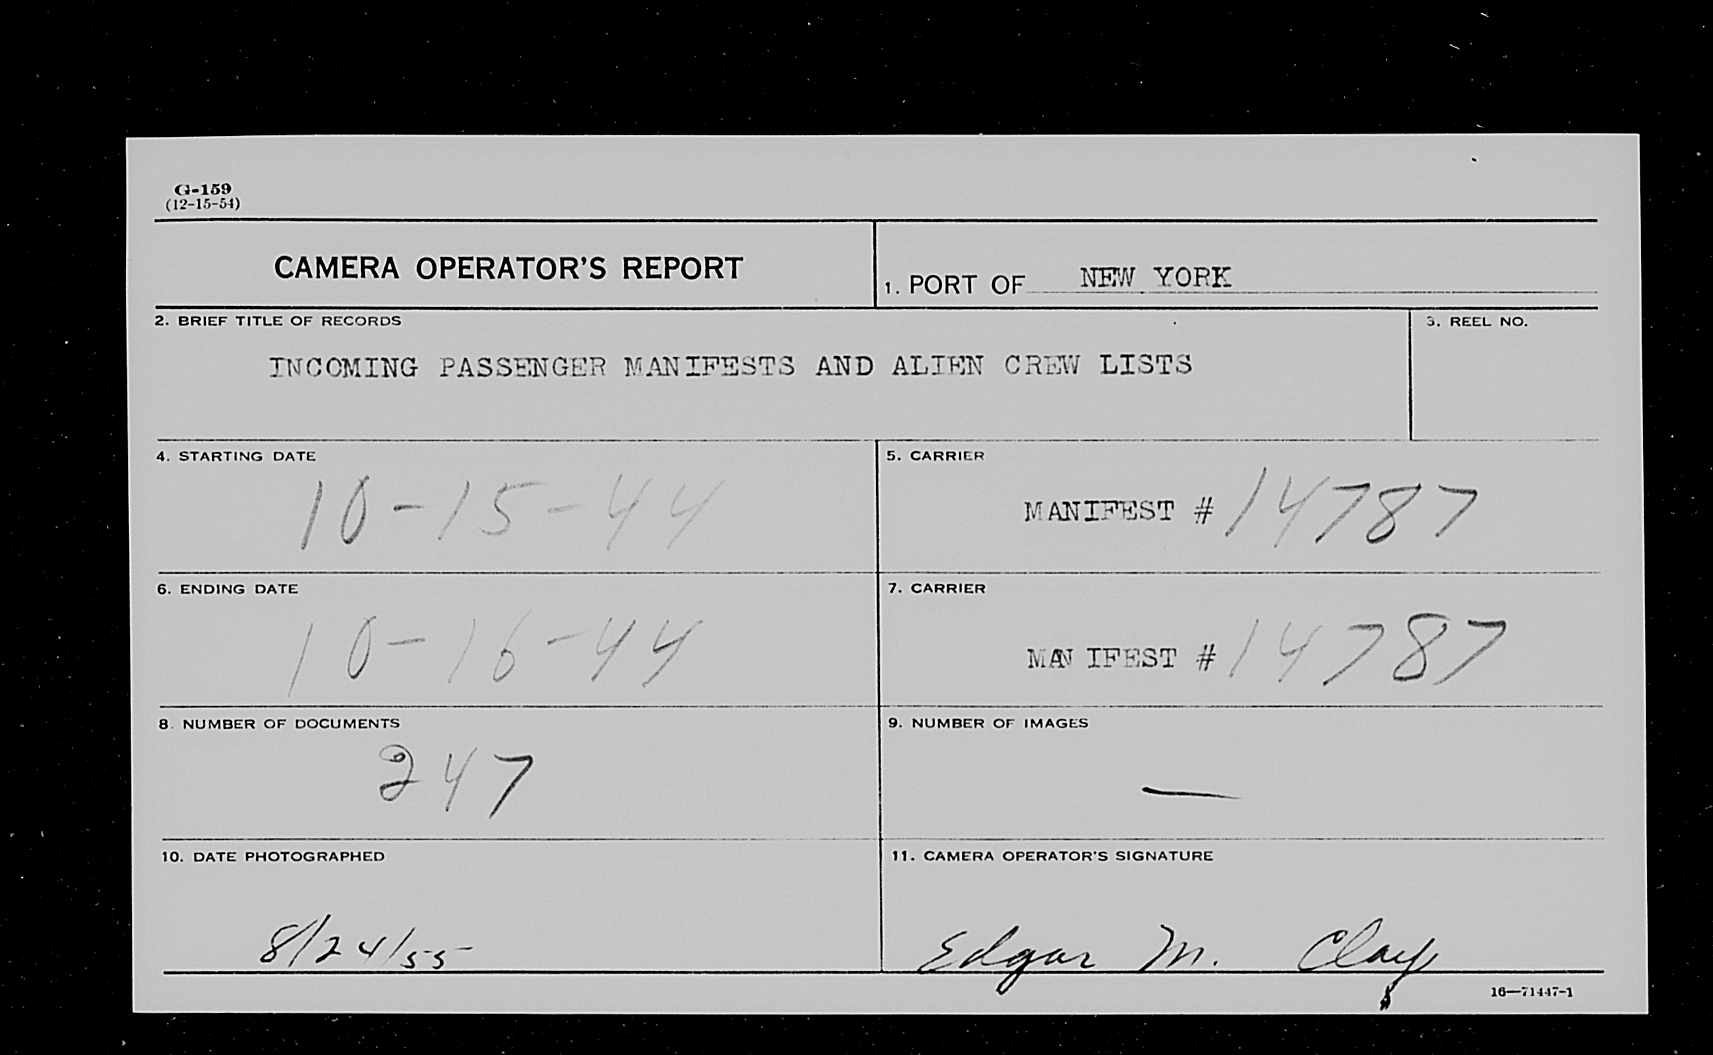 G-159
(12-15-54)
CAMERA OPERATOR'S REPORT
1. PORT OF NEW YORK
2. BRIEF TITLE OF RECORDS
INCOMING PASSENGER MANIFESTS AND ALIEN CREW LISTS
3. REEL NO.
4. STARTING DATE
10-15-44
5. CARRIER
MANIFEST # 14787
6. ENDING DATE
10-16-44
7. CARRIER
MANIFEST # 14787
8. NUMBER OF DOCUMENTS
247
9. NUMBER OF IMAGES
—
10. DATE PHOTOGRAPHED
8/24/55
11. CAMERA OPERATOR'S SIGNATURE
Edgar M. Clay
16—71447-1